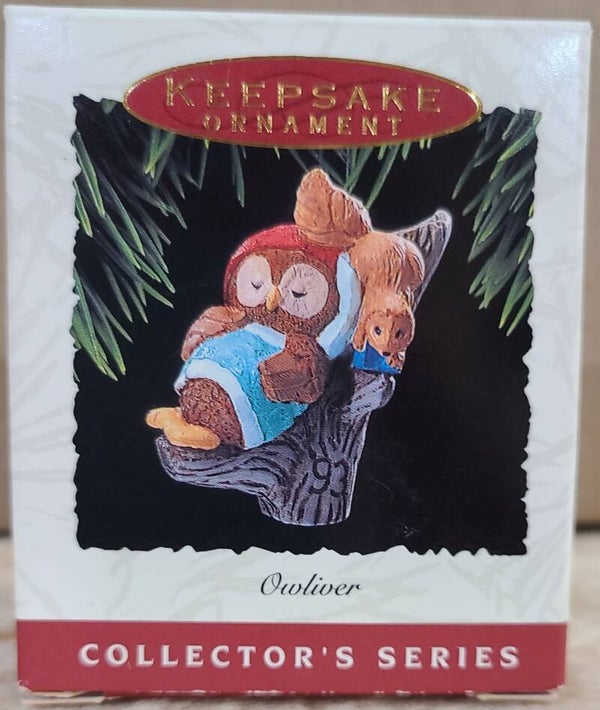 KEEPSAKE
ORNAMENT
93
Owliver
COLLECTOR'S SERIES